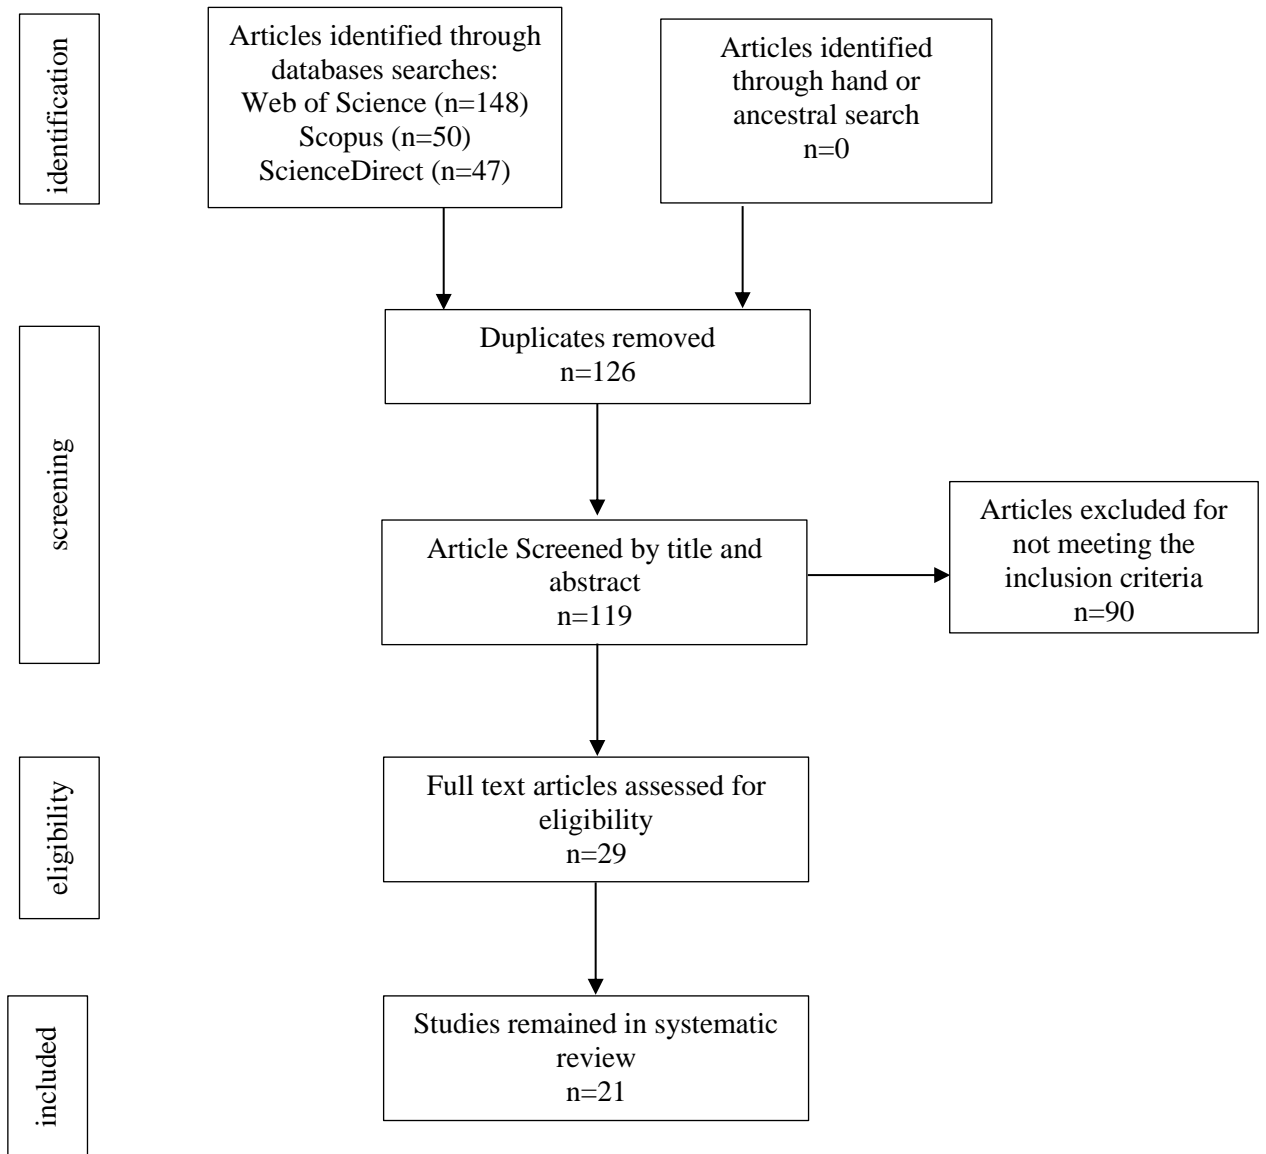 identification
Articles identified through
databases searches:
Web of Science (n=148)
Scopus (n=50)
ScienceDirect (n=47)
Articles identified
through hand or
ancestral search
n=0
screening
Duplicates removed
n=126
Article Screened by title and
abstract
n=119
Articles excluded for
not meeting the
inclusion criteria
n=90
eligibility
Full text articles assessed for
eligibility
n=29
included
Studies remained in systematic
review
n=21